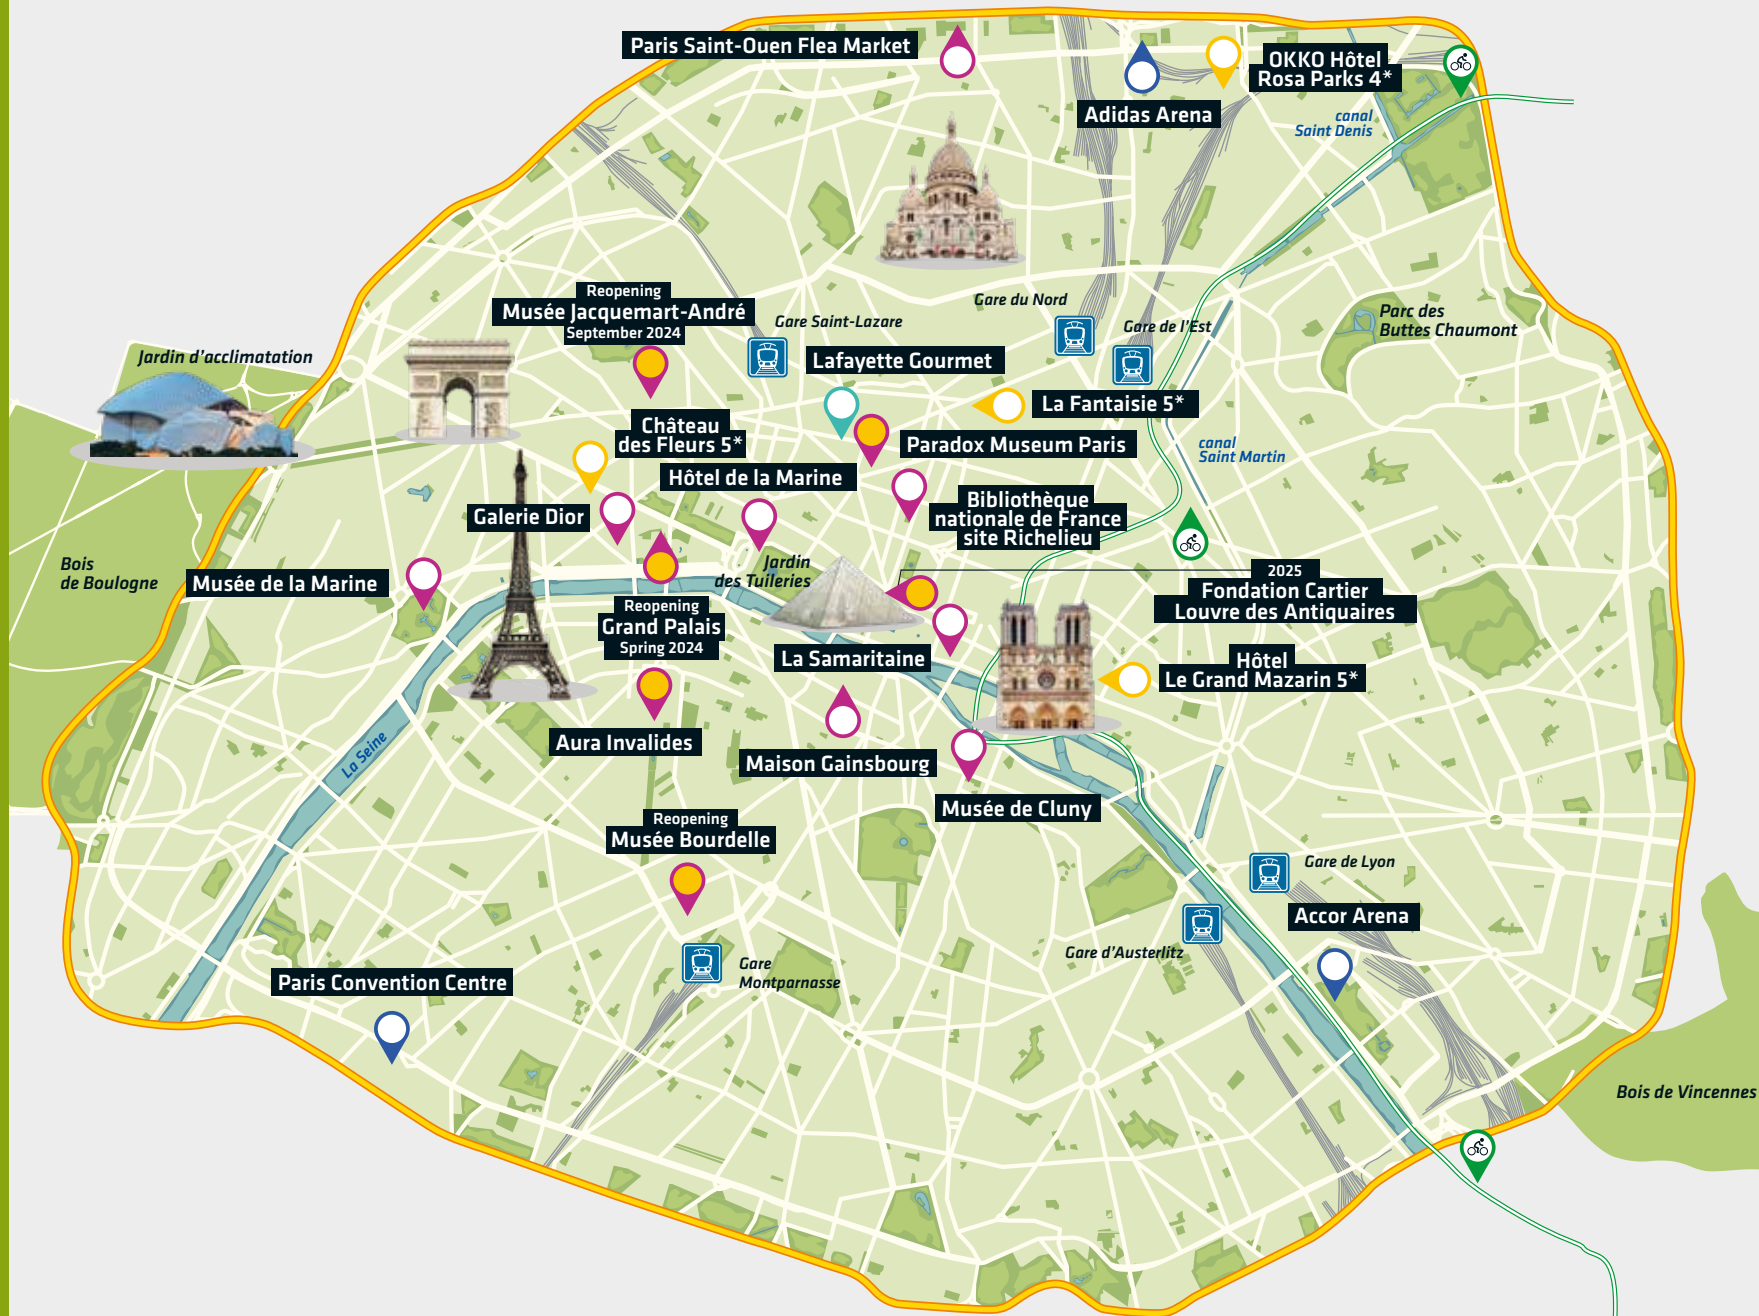 Paris Saint-Ouen Flea Market
OKKO Hôtel
Rosa Parks 4*
Adidas Arena
canal
Saint Denis
Reopening
Musée Jacquemart-André
September 2024
Gare Saint-Lazare
Gare du Nord
Gare de l'Est
Parc des
Buttes Chaumont
Jardin d'acclimatation
Lafayette Gourmet
La Fantaisie 5*
Château
des Fleurs 5*
Paradox Museum Paris
canal
Saint Martin
Hôtel de la Marine
Galerie Dior
Bibliothèque
nationale de France
site Richelieu
Bois
de Boulogne
Musée de la Marine
Jardin
des Tuileries
2025
Fondation Cartier
Louvre des Antiquaires
Reopening
Grand Palais
Spring 2024
La Samaritaine
Hôtel
Le Grand Mazarin 5*
Aura Invalides
La Seine
Maison Gainsbourg
Musée de Cluny
Reopening
Musée Bourdelle
Gare de Lyon
Accor Arena
Gare d'Austerlitz
Gare
Montparnasse
Paris Convention Centre
Bois de Vincennes